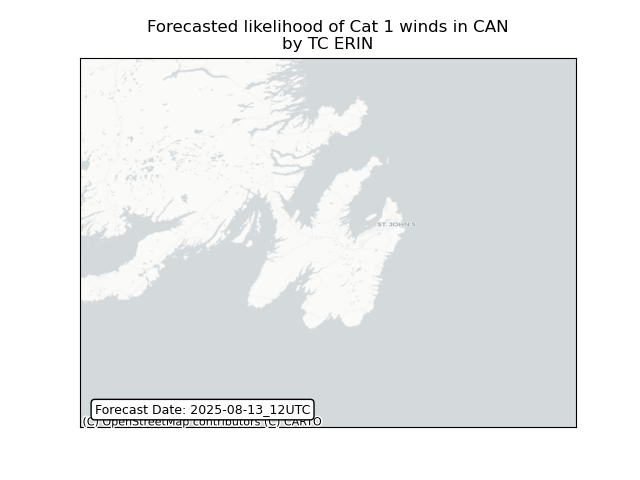 Forecasted likelihood of Cat 1 winds in CAN
by TC ERIN
ST. JOHN'S
Forecast Date: 2025-08-13_12UTC
(C) OpenStreetMap contributors (C) CARTO